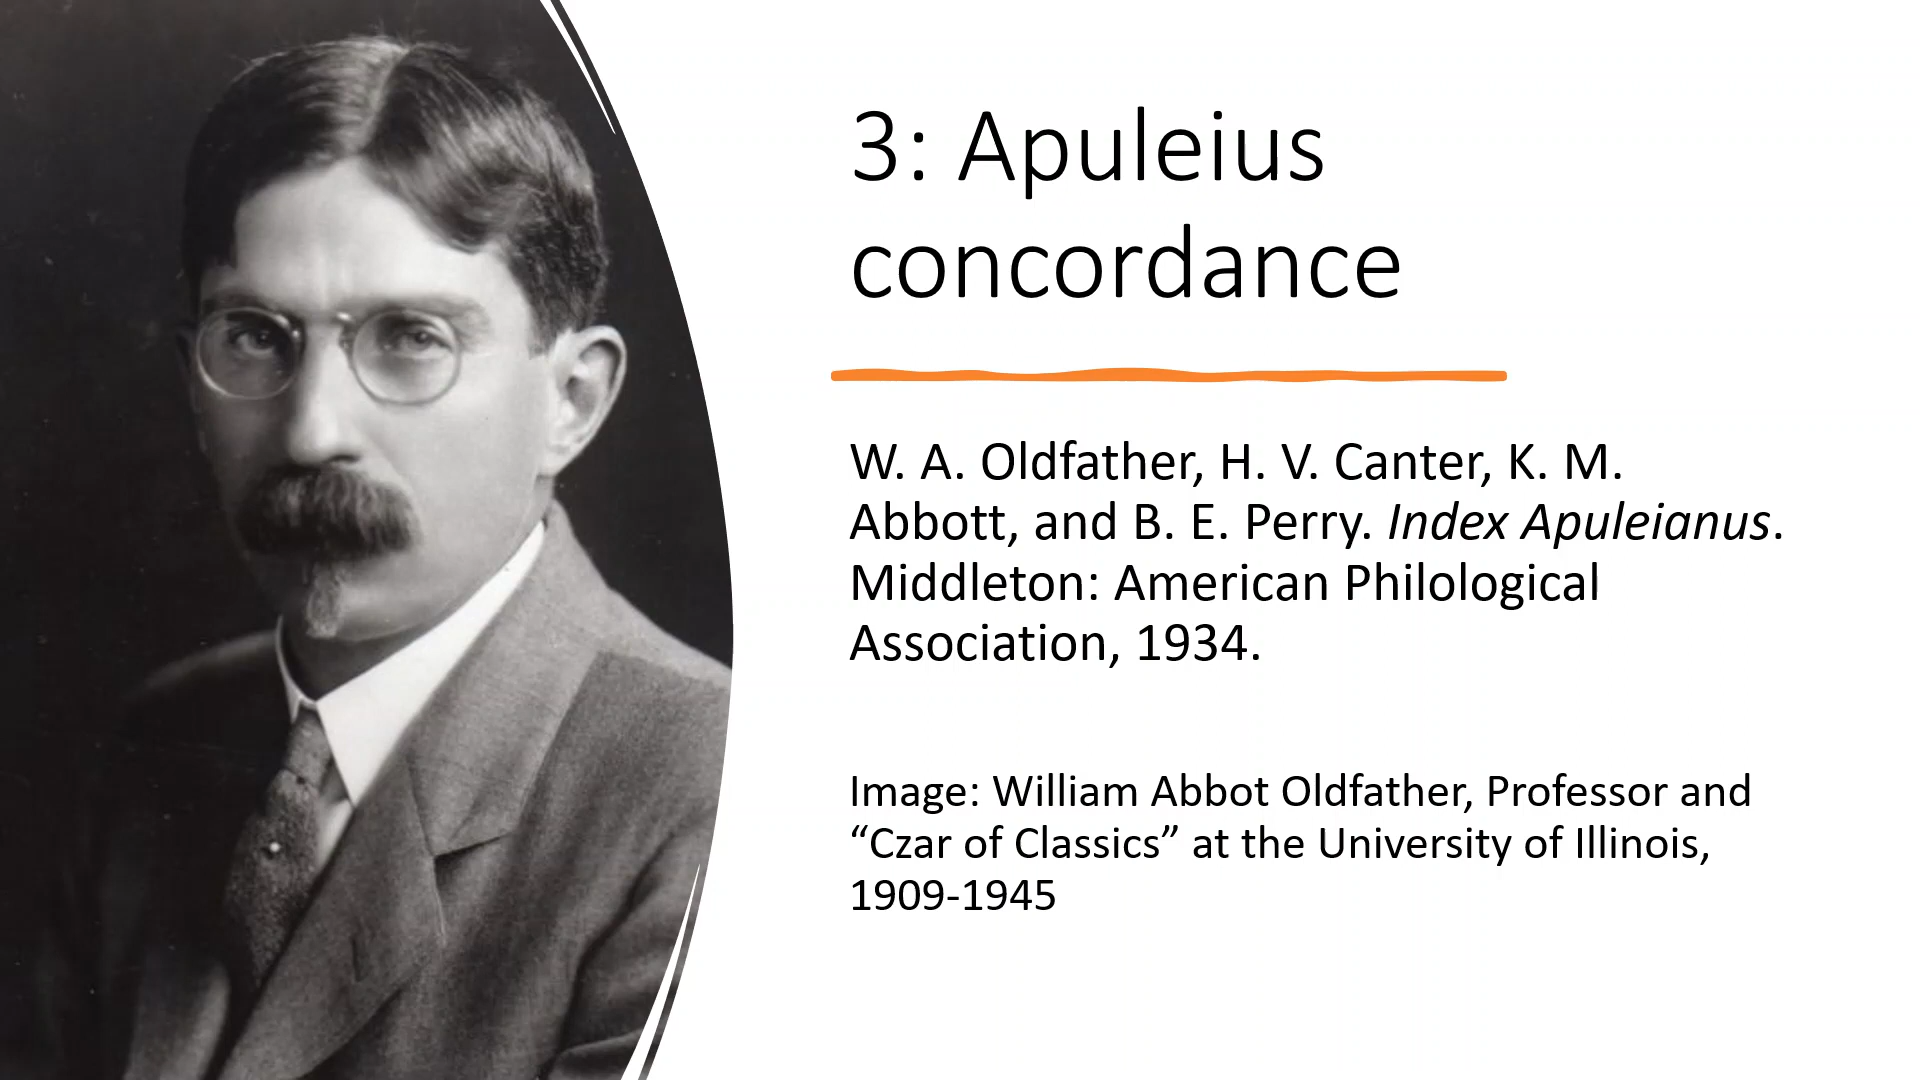 3: Apuleius
concordance
W. A. Oldfather, H. V. Canter, K. M.
Abbott, and B. E. Perry. Index Apuleianus.
Middleton: American Philological
Association, 1934.
Image: William Abbot Oldfather, Professor and
“Czar of Classics” at the University of Illinois,
1909-1945